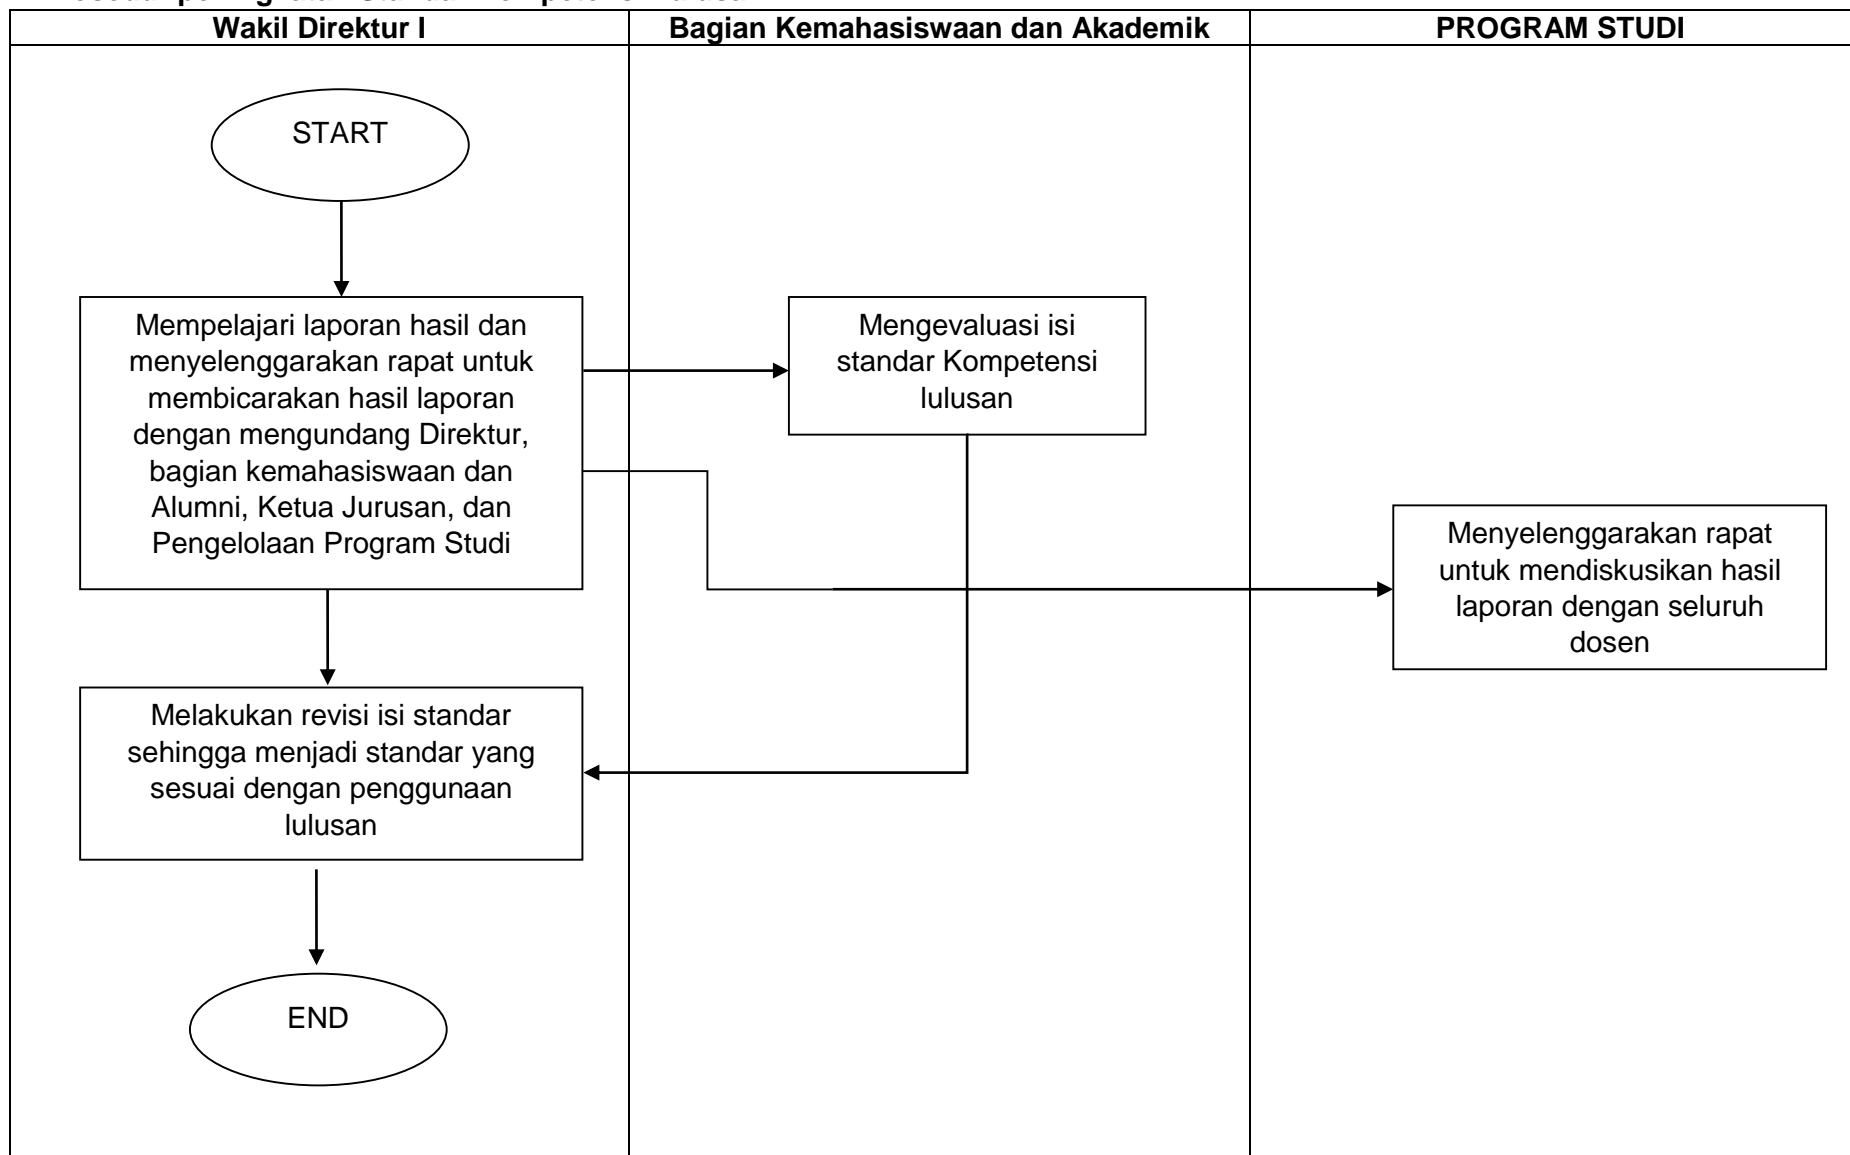 Wakil Direktur I
Bagian Kemahasiswaan dan Akademik
PROGRAM STUDI
START
Mempelajari laporan hasil dan
menyelenggarakan rapat untuk
membicarakan hasil laporan
dengan mengundang Direktur,
bagian kemahasiswaan dan
Alumni, Ketua Jurusan, dan
Pengelolaan Program Studi
Mengevaluasi isi
standar Kompetensi
lulusan
Menyelenggarakan rapat
untuk mendiskusikan hasil
laporan dengan seluruh
dosen
Melakukan revisi isi standar
sehingga menjadi standar yang
sesuai dengan penggunaan
lulusan
END